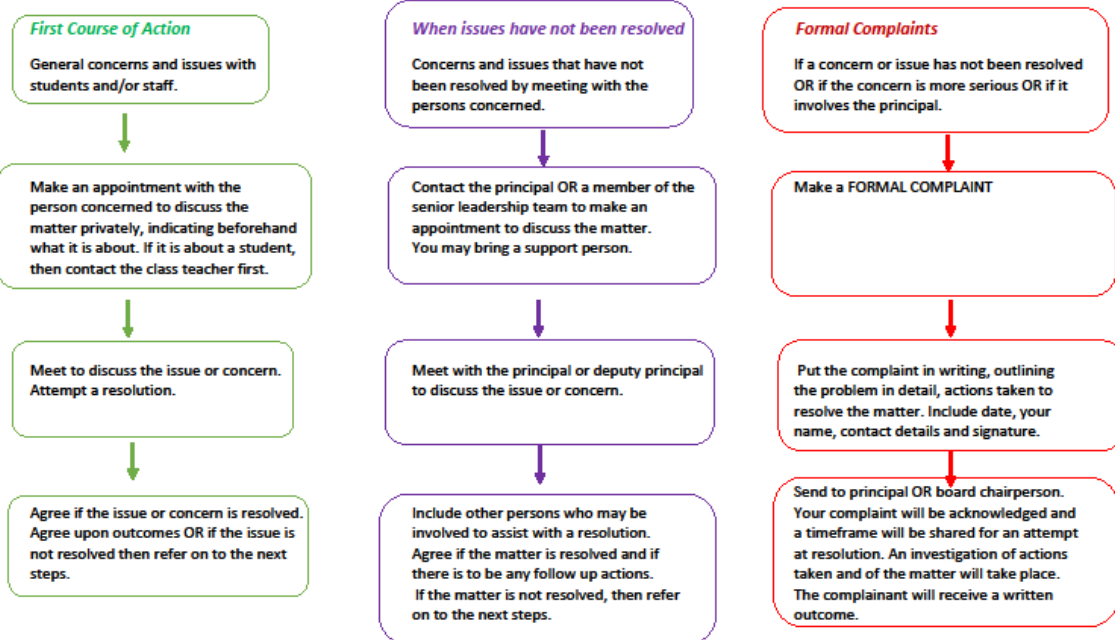 First Course of Action
General concerns and issues with
students and/or staff.
Make an appointment with the
person concerned to discuss the
matter privately, indicating beforehand
what it is about. If it is about a student,
then contact the class teacher first.
Meet to discuss the issue or concern.
Attempt a resolution.
Agree if the issue or concern is resolved.
Agree upon outcomes OR if the issue is
not resolved then refer on to the next
steps.
When issues have not been resolved
Concerns and issues that have not
been resolved by meeting with the
persons concerned.
Contact the principal OR a member of the
senior leadership team to make an
appointment to discuss the matter.
You may bring a support person.
Meet with the principal or deputy principal
to discuss the issue or concern.
Include other persons who may be
involved to assist with a resolution.
Agree if the matter is resolved and if
there is to be any follow up actions.
If the matter is not resolved, then refer
on to the next steps.
Formal Complaints
If a concern or issue has not been resolved
OR if the concern is more serious OR if it
involves the principal.
Make a FORMAL COMPLAINT
Put the complaint in writing, outlining
the problem in detail, actions taken to
resolve the matter. Include date, your
name, contact details and signature.
Send to principal OR board chairperson.
Your complaint will be acknowledged and
a timeframe will be shared for an attempt
at resolution. An investigation of actions
taken and of the matter will take place.
The complainant will receive a written
outcome.